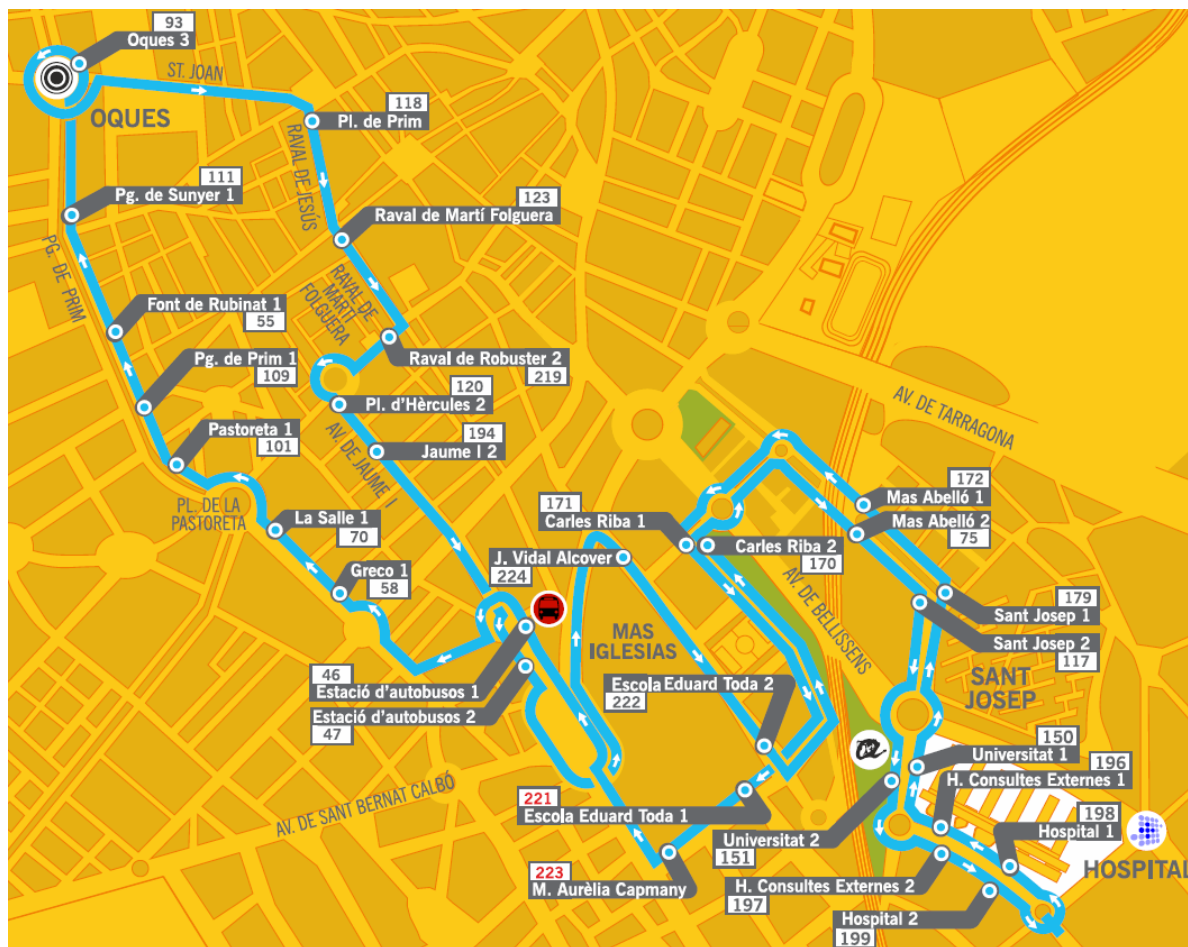 93
Oques 3
ST. JOAN
OQUES
118
Pl. de Prim
RAVAL DE JESÚS
111
Pg. de Sunyer 1
123
Raval de Martí Folguera
PG. DE PRIM
RAVAL DE
MARTÍ
FOLGUERA
Font de Rubinat 1
55
Raval de Robuster 2
219
Pg. de Prim 1
109
120
Pl. d'Hèrcules 2
AV. DE TARRAGONA
Pastoreta 1
101
194
Jaume I 2
AV. DE JAUME I
PL. DE LA
PASTORETA
171
Carles Riba 1
172
Mas Abelló 1
Mas Abelló 2
75
La Salle 1
70
J. Vidal Alcover
224
Carles Riba 2
170
Greco 1
58
AV. DE BELLISSENS
179
Sant Josep 1
Sant Josep 2
117
MAS
IGLESIAS
SANT
JOSEP
46
Estació d'autobusos 1
Estació d'autobusos 2
47
Escola Eduard Toda 2
222
150
Universitat 1
196
H. Consultes Externes 1
198
Hospital 1
HOSPITAL
AV. DE SANT BERNAT CALBÓ
221
Escola Eduard Toda 1
Universitat 2
151
223
M. Aurèlia Capmany
H. Consultes Externes 2
197
Hospital 2
199